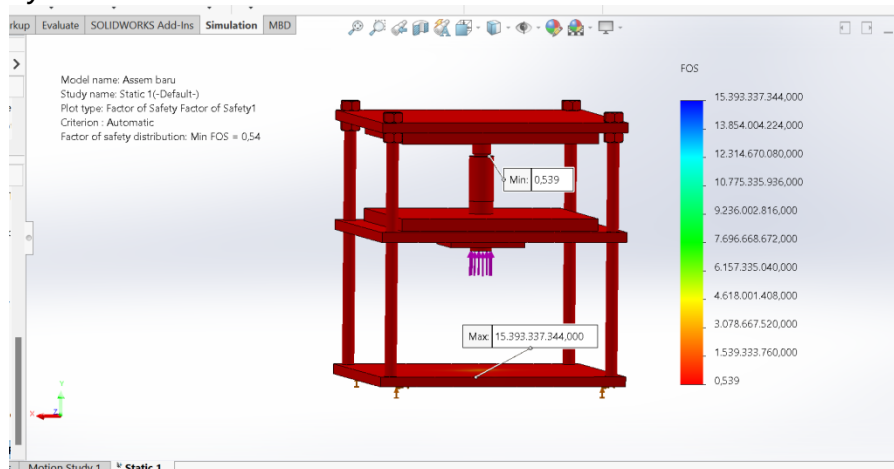 Evaluate SOLIDWORKS Add-Ins Simulation MBD
Model name: Assem baru
Study name: Static 1(-Default-)
Plot type: Factor of Safety Factor of Safety1
Criterion : Automatic
Factor of safety distribution: Min FOS = 0,54
FOS
15.393.337.344,000
13.854.004.224,000
12.314.670.080,000
10.775.335.936,000
9.236.002.816,000
7.696.668.672,000
6.157.335.040,000
4.618.001.408,000
3.078.667.520,000
1.539.333.760,000
0,539
Min: 0,539
Max: 15.393.337.344,000
Y
X
Z
Motion Study 1 Static 1